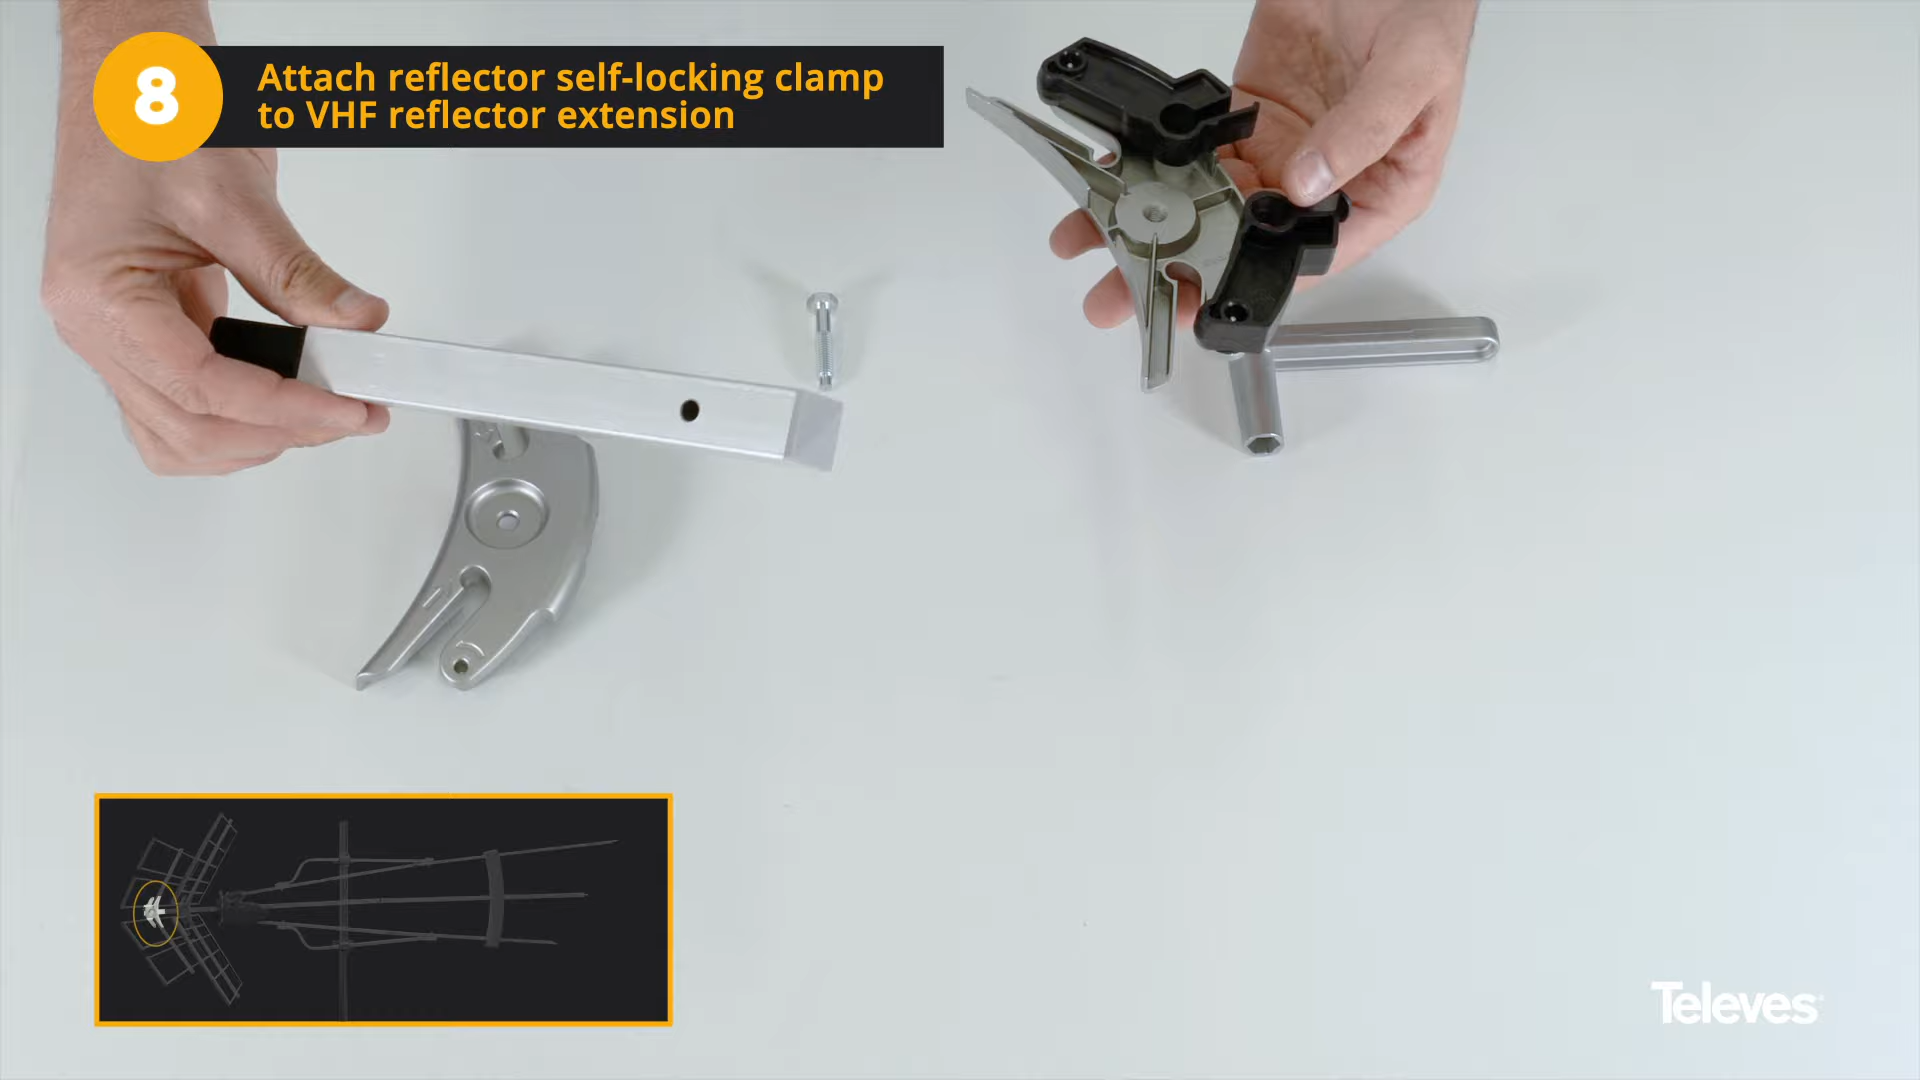 8
Attach reflector self-locking clamp
to VHF reflector extension
Televes